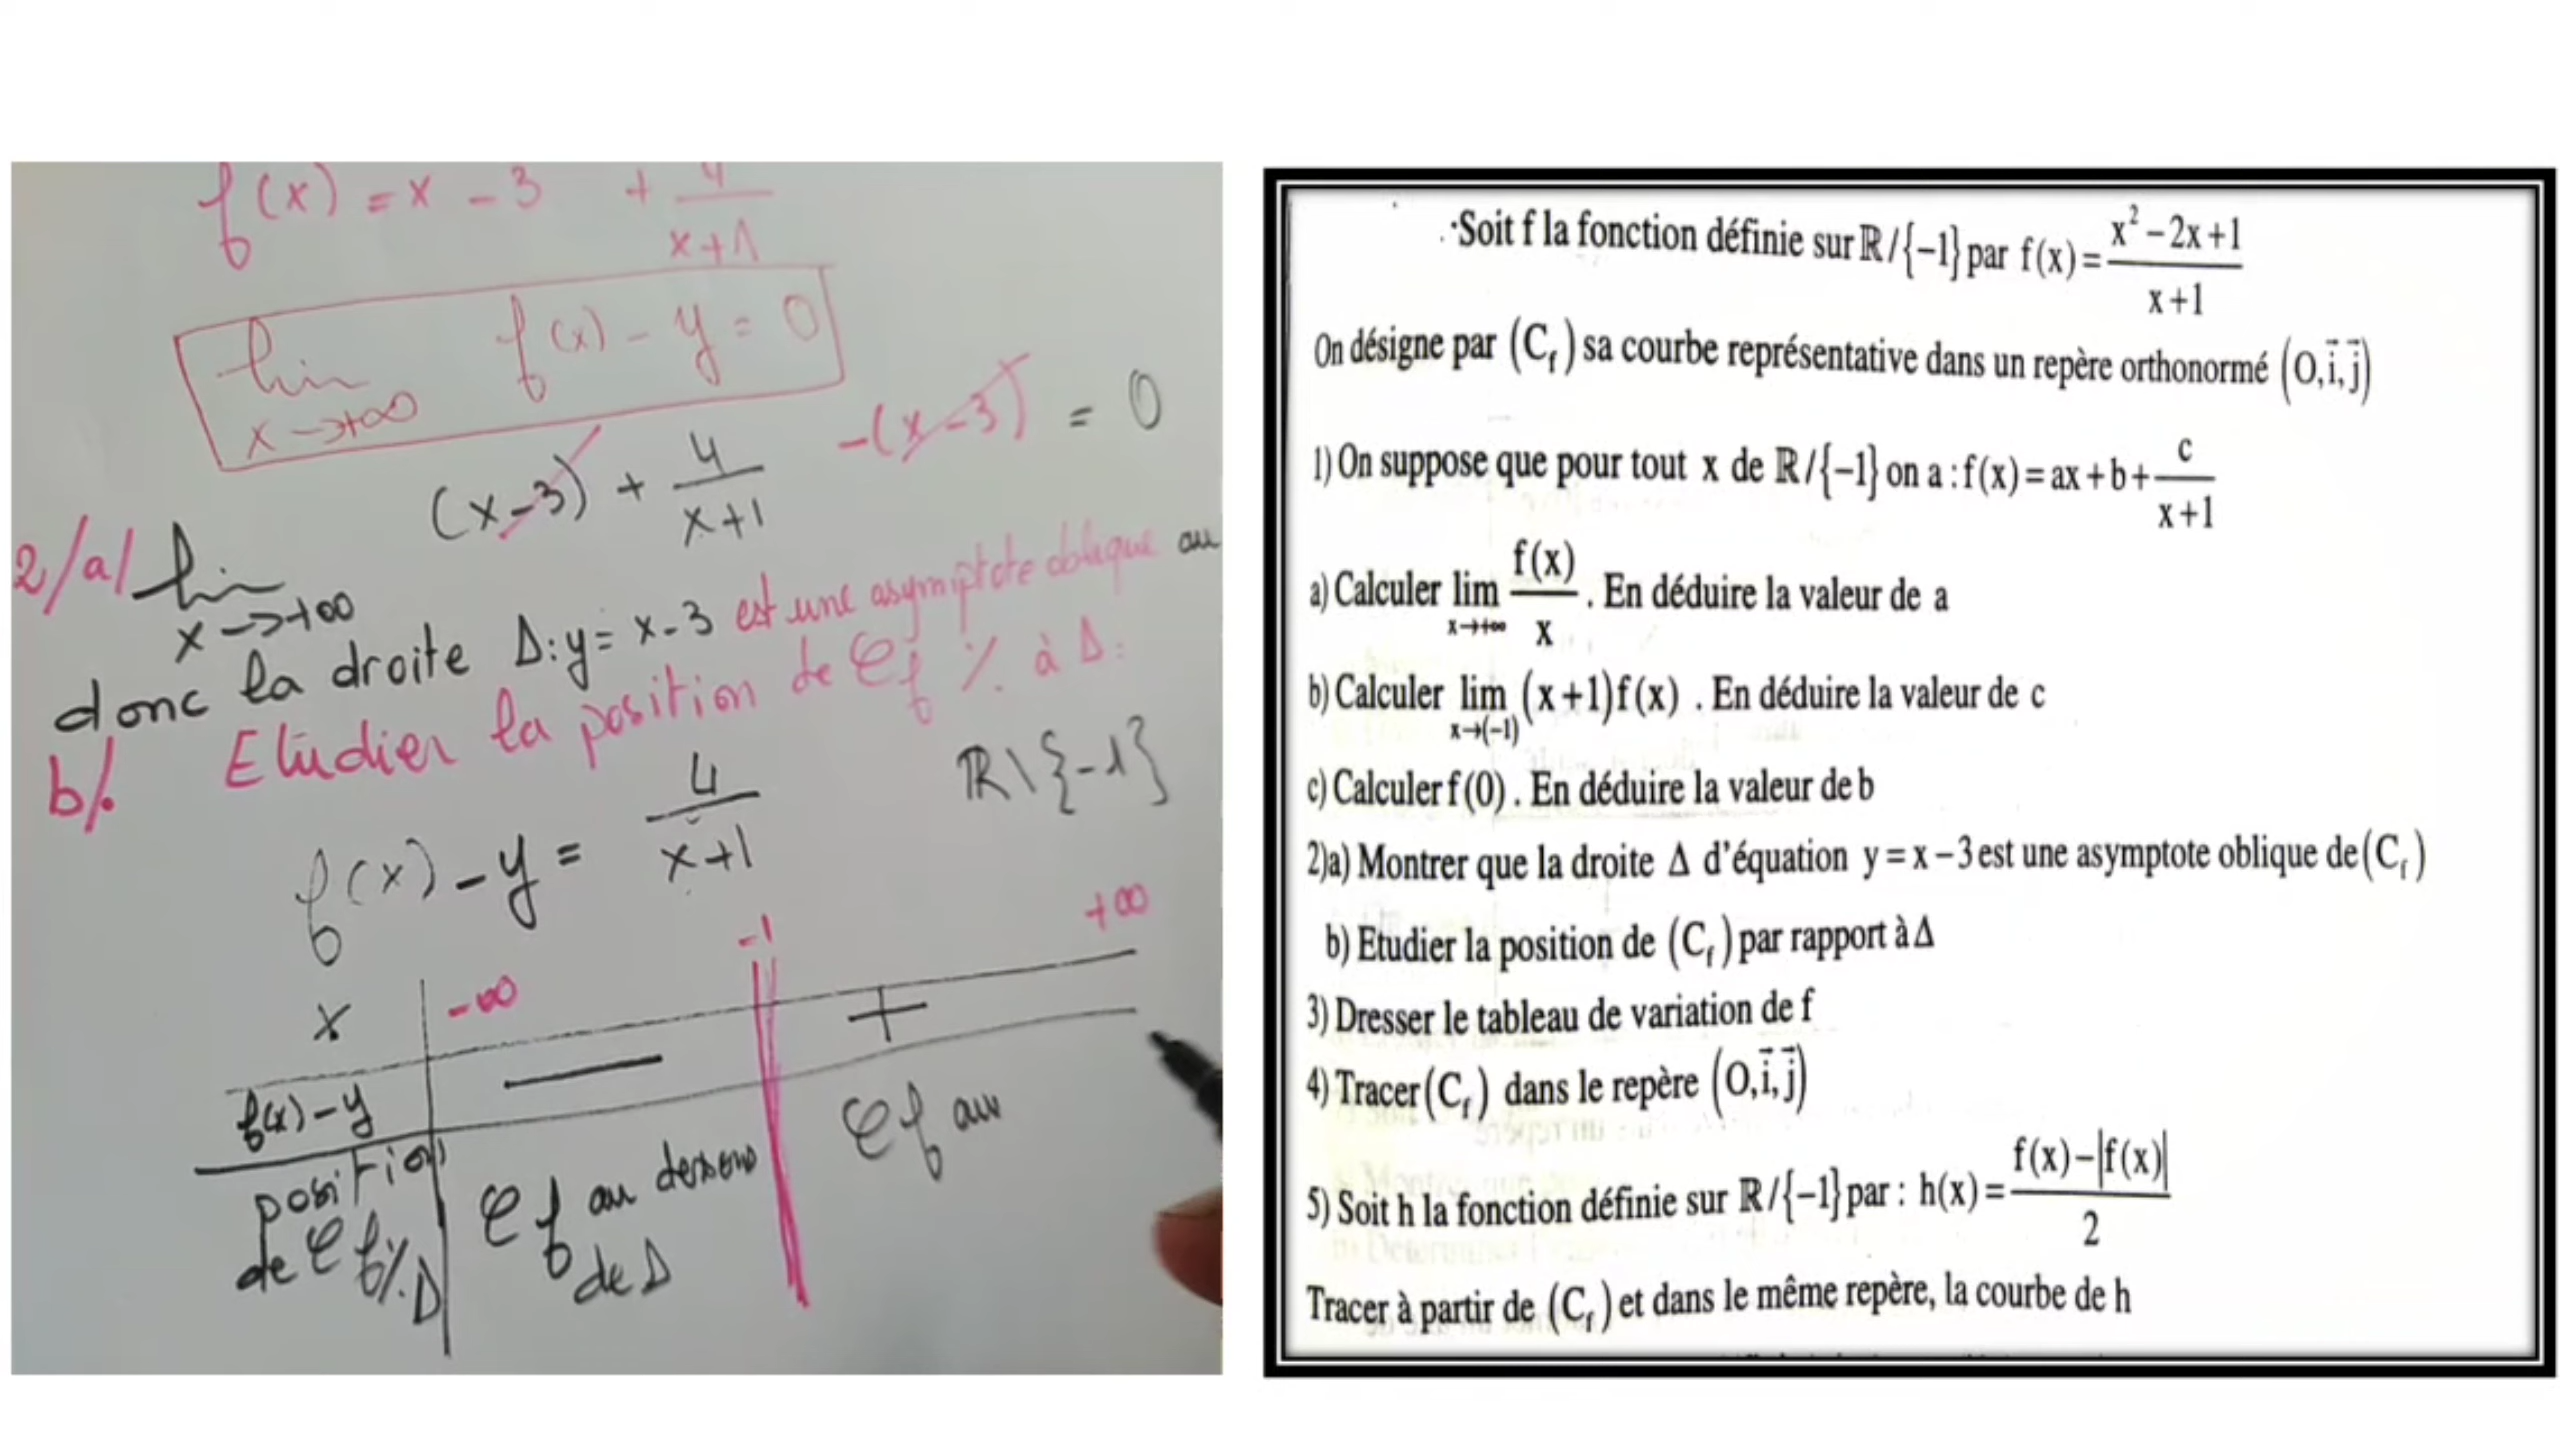 f(x) = x - 3 + 4/(x+1)
lim x→+∞ f(x) - y = 0
2/a/ lim x→+∞ (x-3) + 4/(x+1) -(x-3) = 0
donc la droite Δ: y = x-3 est une asymptote oblique au
b/. Etudier la position de Cf % à Δ:
f(x) - y = 4/(x+1) ℝ\{-1}
x -∞ -1 +∞
f(x)-y — +
position de Cf % Δ
Cf au dessous de Δ
Cf au
Soit f la fonction définie sur ℝ/{-1} par f(x) = (x² - 2x + 1)/(x+1)
On désigne par (Cf) sa courbe représentative dans un repère orthonormé (O, i⃗, j⃗)
1) On suppose que pour tout x de ℝ/{-1} on a : f(x) = ax + b + c/(x+1)
a) Calculer lim x→+∞ f(x)/x . En déduire la valeur de a
b) Calculer lim x→(-1) (x+1)f(x) . En déduire la valeur de c
c) Calculer f(0) . En déduire la valeur de b
2)a) Montrer que la droite Δ d'équation y = x - 3 est une asymptote oblique de (Cf)
b) Etudier la position de (Cf) par rapport à Δ
3) Dresser le tableau de variation de f
4) Tracer (Cf) dans le repère (O, i⃗, j⃗)
5) Soit h la fonction définie sur ℝ/{-1} par : h(x) = (f(x) - |f(x)|)/2
Tracer à partir de (Cf) et dans le même repère, la courbe de h